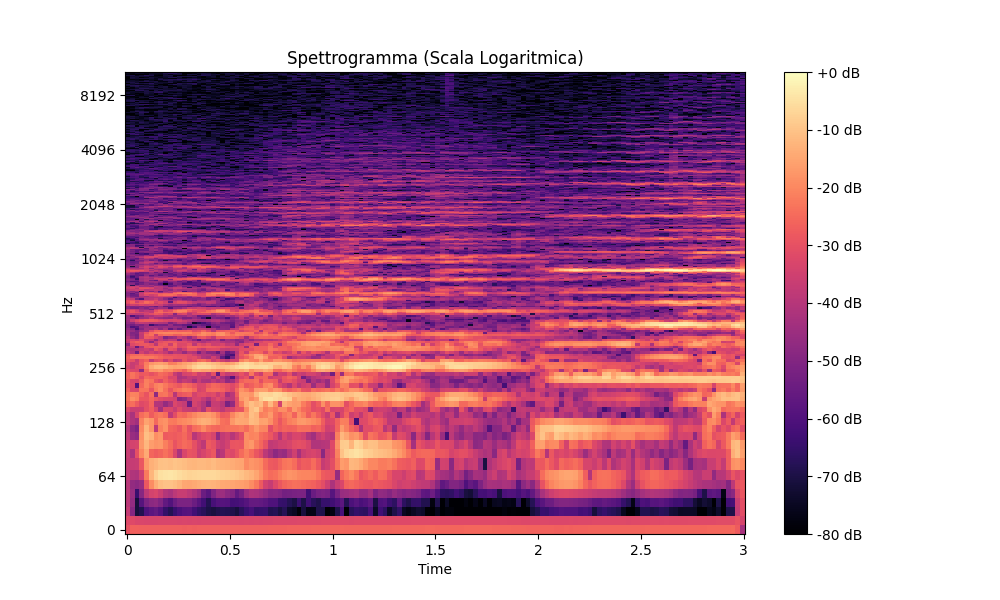 Spettrogramma (Scala Logaritmica)
8192
4096
2048
1024
512
256
128
64
0
Hz
0
0.5
1
1.5
2
2.5
3
Time
+0 dB
-10 dB
-20 dB
-30 dB
-40 dB
-50 dB
-60 dB
-70 dB
-80 dB